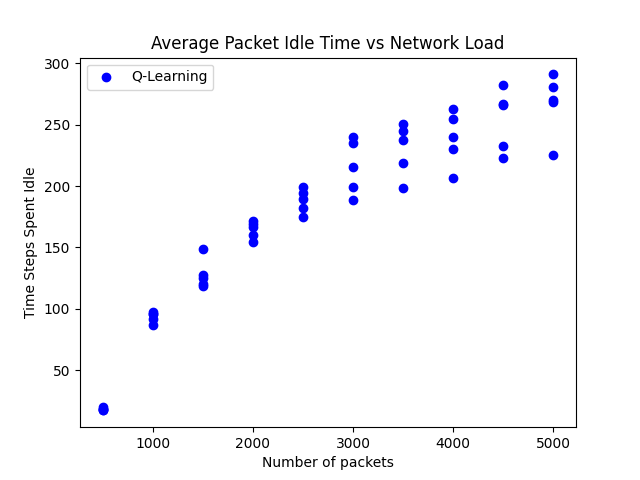 Average Packet Idle Time vs Network Load
Q-Learning
300
250
200
150
100
50
Time Steps Spent Idle
1000 2000 3000 4000 5000
Number of packets